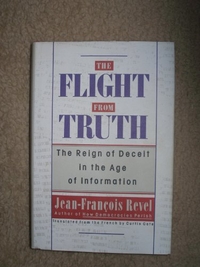 THE
FLIGHT
FROM
TRUTH
The Reign of Deceit
in the Age
of Information
Jean-François Revel
Author of How Democracies Perish
Translated from the French by Curtis Cate